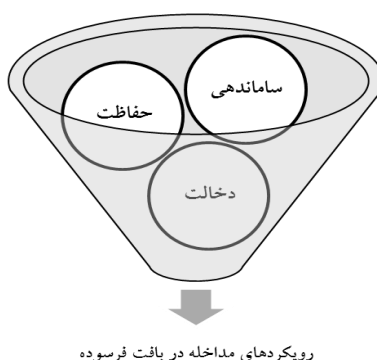 ساماندهی
حفاظت
دخالت
رویکردهای مداخله در بافت فرسوده